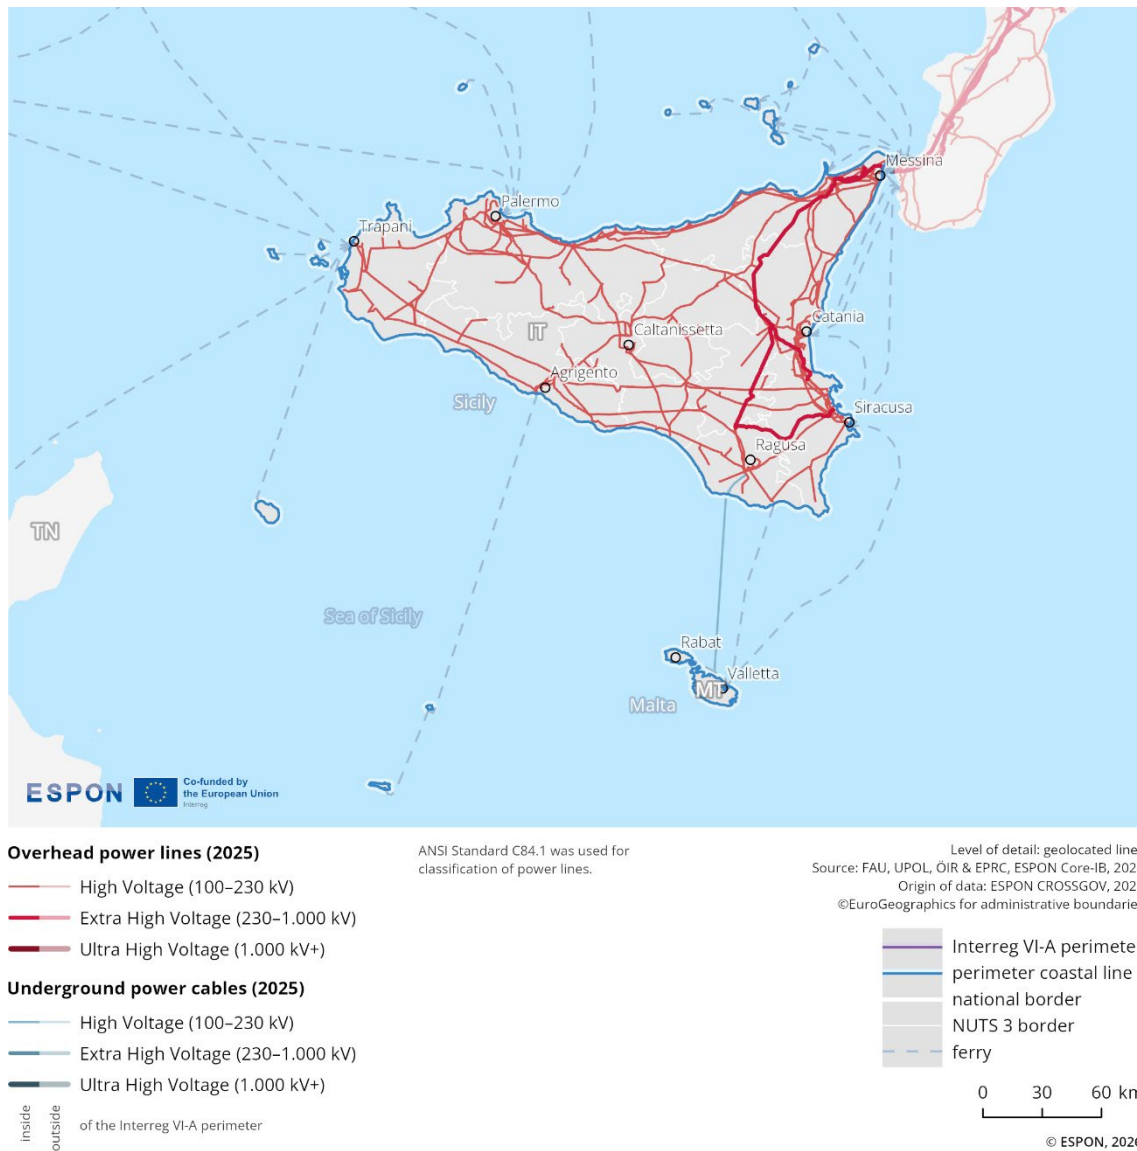 Messina
Palermo
Trapani
Catania
IT
Caltanissetta
Agrigento
Sicily
Siracusa
Ragusa
TN
Sea of Sicily
Rabat
Valletta
MT
Malta
ESPON
Co-funded by
the European Union
Interreg
Overhead power lines (2025)
High Voltage (100–230 kV)
Extra High Voltage (230–1.000 kV)
Ultra High Voltage (1.000 kV+)
Underground power cables (2025)
High Voltage (100–230 kV)
Extra High Voltage (230–1.000 kV)
Ultra High Voltage (1.000 kV+)
inside
outside
of the Interreg VI-A perimeter
ANSI Standard C84.1 was used for
classification of power lines.
Level of detail: geolocated line
Source: FAU, UPOL, ÖIR & EPRC, ESPON Core-IB, 202
Origin of data: ESPON CROSSGOV, 202
©EuroGeographics for administrative boundarie
Interreg VI-A perimete
perimeter coastal line
national border
NUTS 3 border
ferry
0 30 60 km
© ESPON, 2026